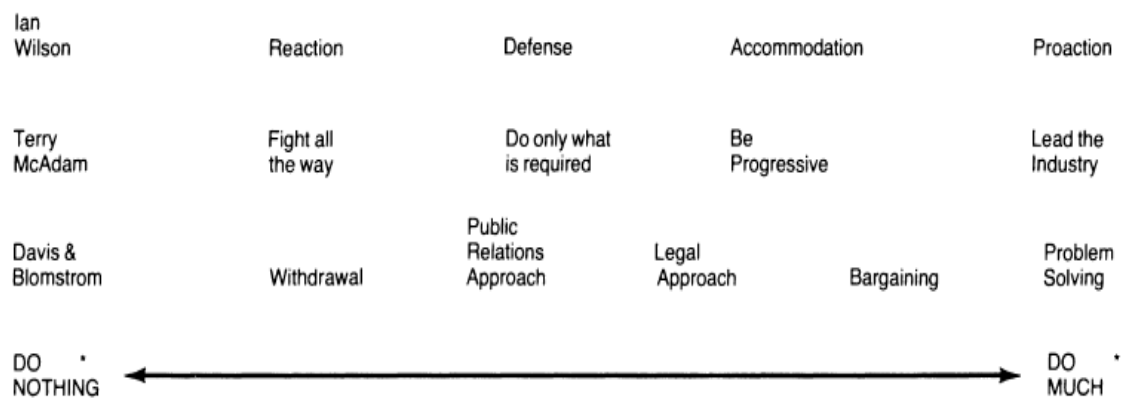 Ian
Wilson Reaction Defense Accommodation Proaction
Terry Fight all Do only what Be Lead the
McAdam the way is required Progressive Industry
Public
Davis & Relations Legal Problem
Blomstrom Withdrawal Approach Approach Bargaining Solving
DO * DO *
NOTHING MUCH